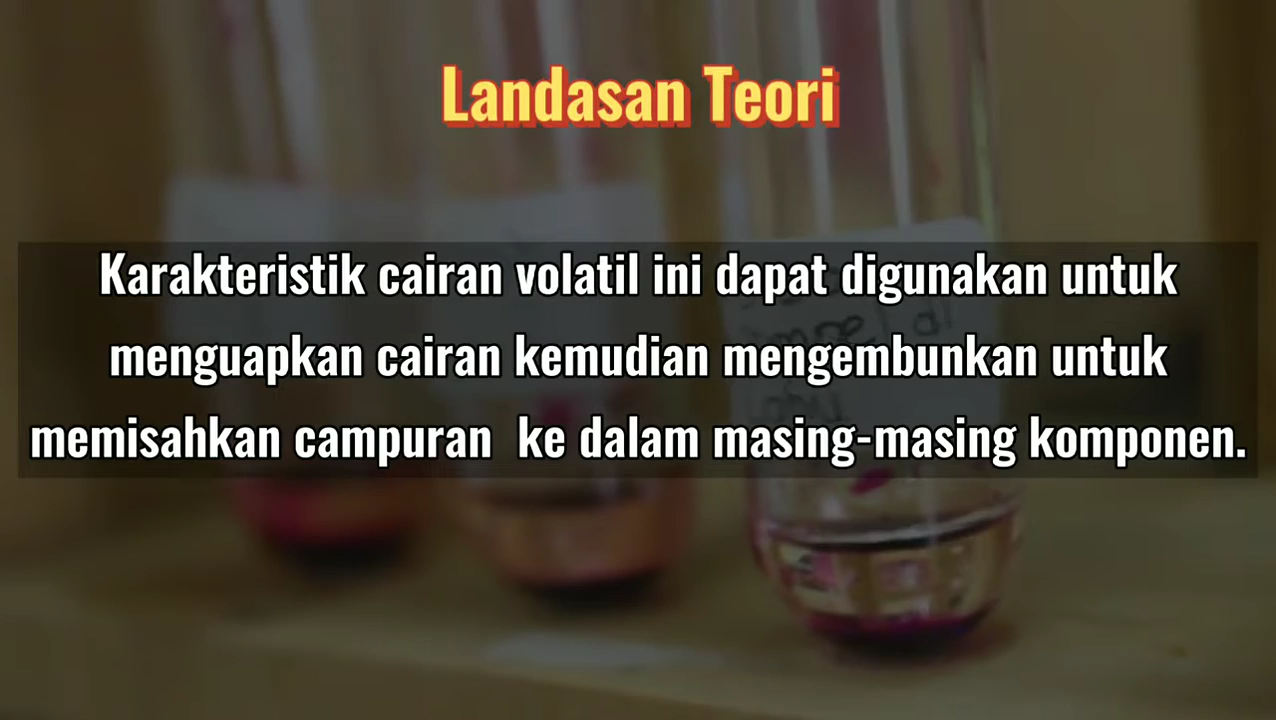 Landasan Teori
Karakteristik cairan volatil ini dapat digunakan untuk
menguapkan cairan kemudian mengembunkan untuk
memisahkan campuran  ke dalam masing-masing komponen.